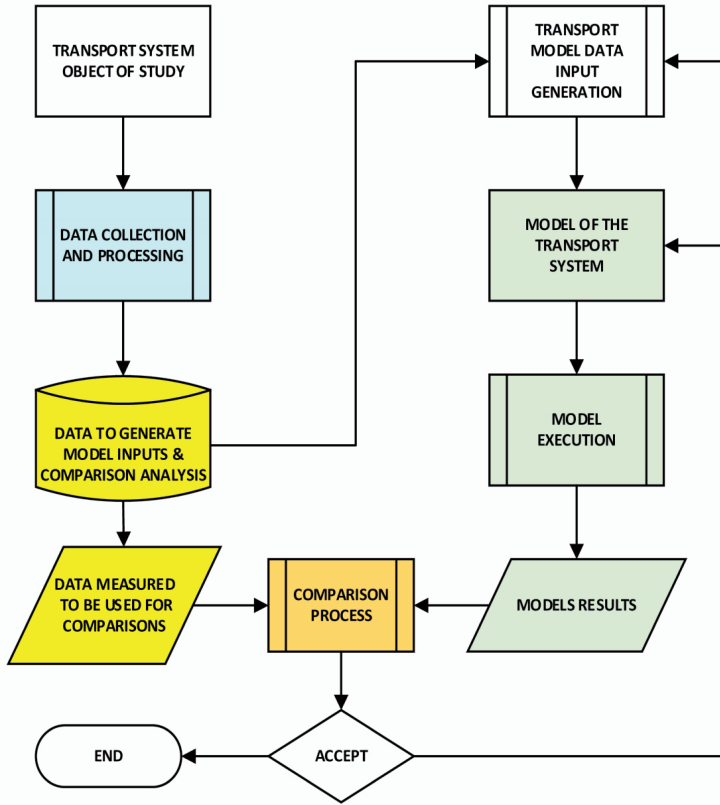 TRANSPORT SYSTEM
OBJECT OF STUDY
TRANSPORT
MODEL DATA
INPUT
GENERATION
DATA COLLECTION
AND PROCESSING
MODEL OF THE
TRANSPORT
SYSTEM
DATA TO GENERATE
MODEL INPUTS &
COMPARISON ANALYSIS
MODEL
EXECUTION
DATA MEASURED
TO BE USED FOR
COMPARISONS
COMPARISON
PROCESS
MODELS RESULTS
END
ACCEPT